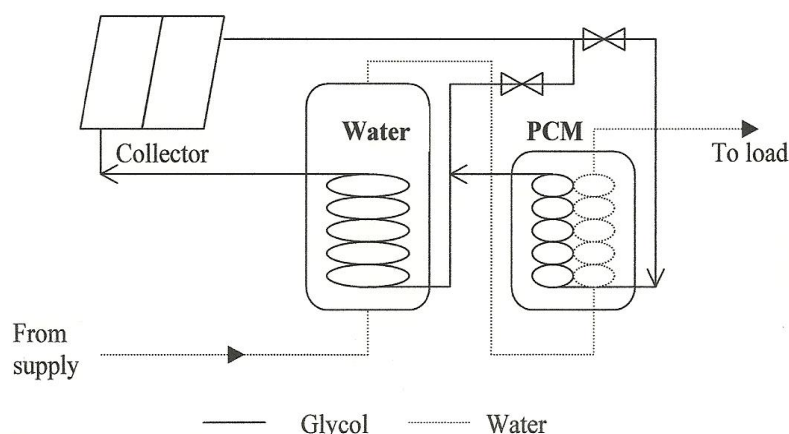 Water
PCM
Collector
To load
From
supply
Glycol
Water